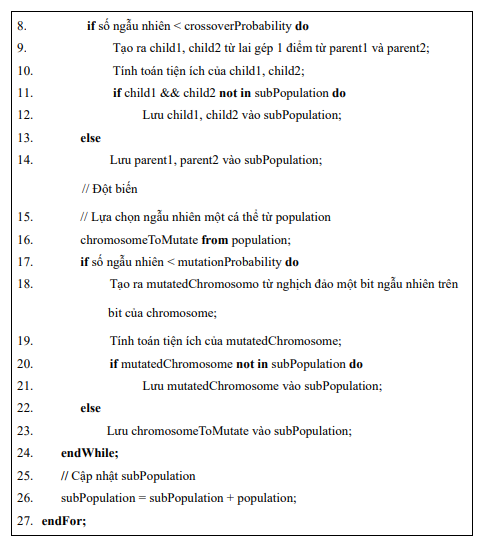 8. if số ngẫu nhiên < crossoverProbability do
9. Tạo ra child1, child2 từ lai gép 1 điểm từ parent1 và parent2;
10. Tính toán tiện ích của child1, child2;
11. if child1 && child2 not in subPopulation do
12. Lưu child1, child2 vào subPopulation;
13. else
14. Lưu parent1, parent2 vào subPopulation;
// Đột biến
15. // Lựa chọn ngẫu nhiên một cá thể từ population
16. chromosomeToMutate from population;
17. if số ngẫu nhiên < mutationProbability do
18. Tạo ra mutatedChromosomo từ nghịch đảo một bit ngẫu nhiên trên
bit của chromosome;
19. Tính toán tiện ích của mutatedChromosome;
20. if mutatedChromosome not in subPopulation do
21. Lưu mutatedChromosome vào subPopulation;
22. else
23. Lưu chromosomeToMutate vào subPopulation;
24. endWhile;
25. // Cập nhật subPopulation
26. subPopulation = subPopulation + population;
27. endFor;